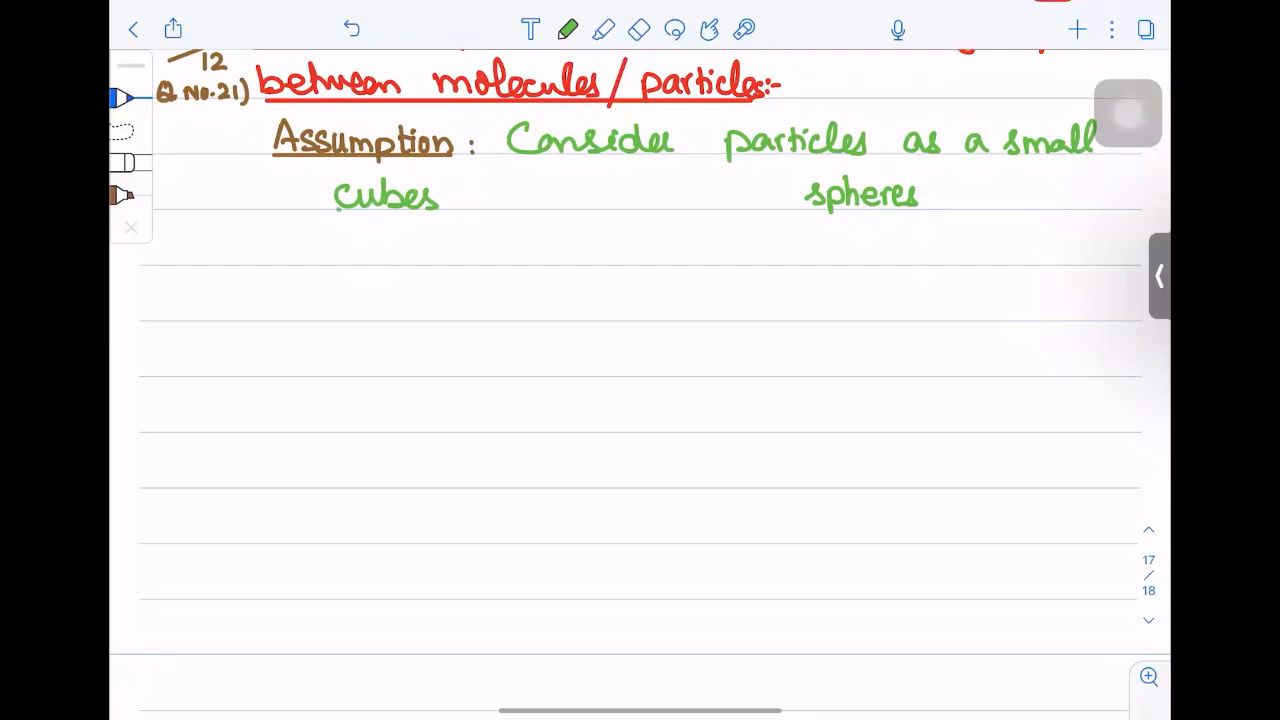 12
Q No.21)
between molecules/particles:-
Assumption : Consider particles as a small
cubes spheres
17
/
18